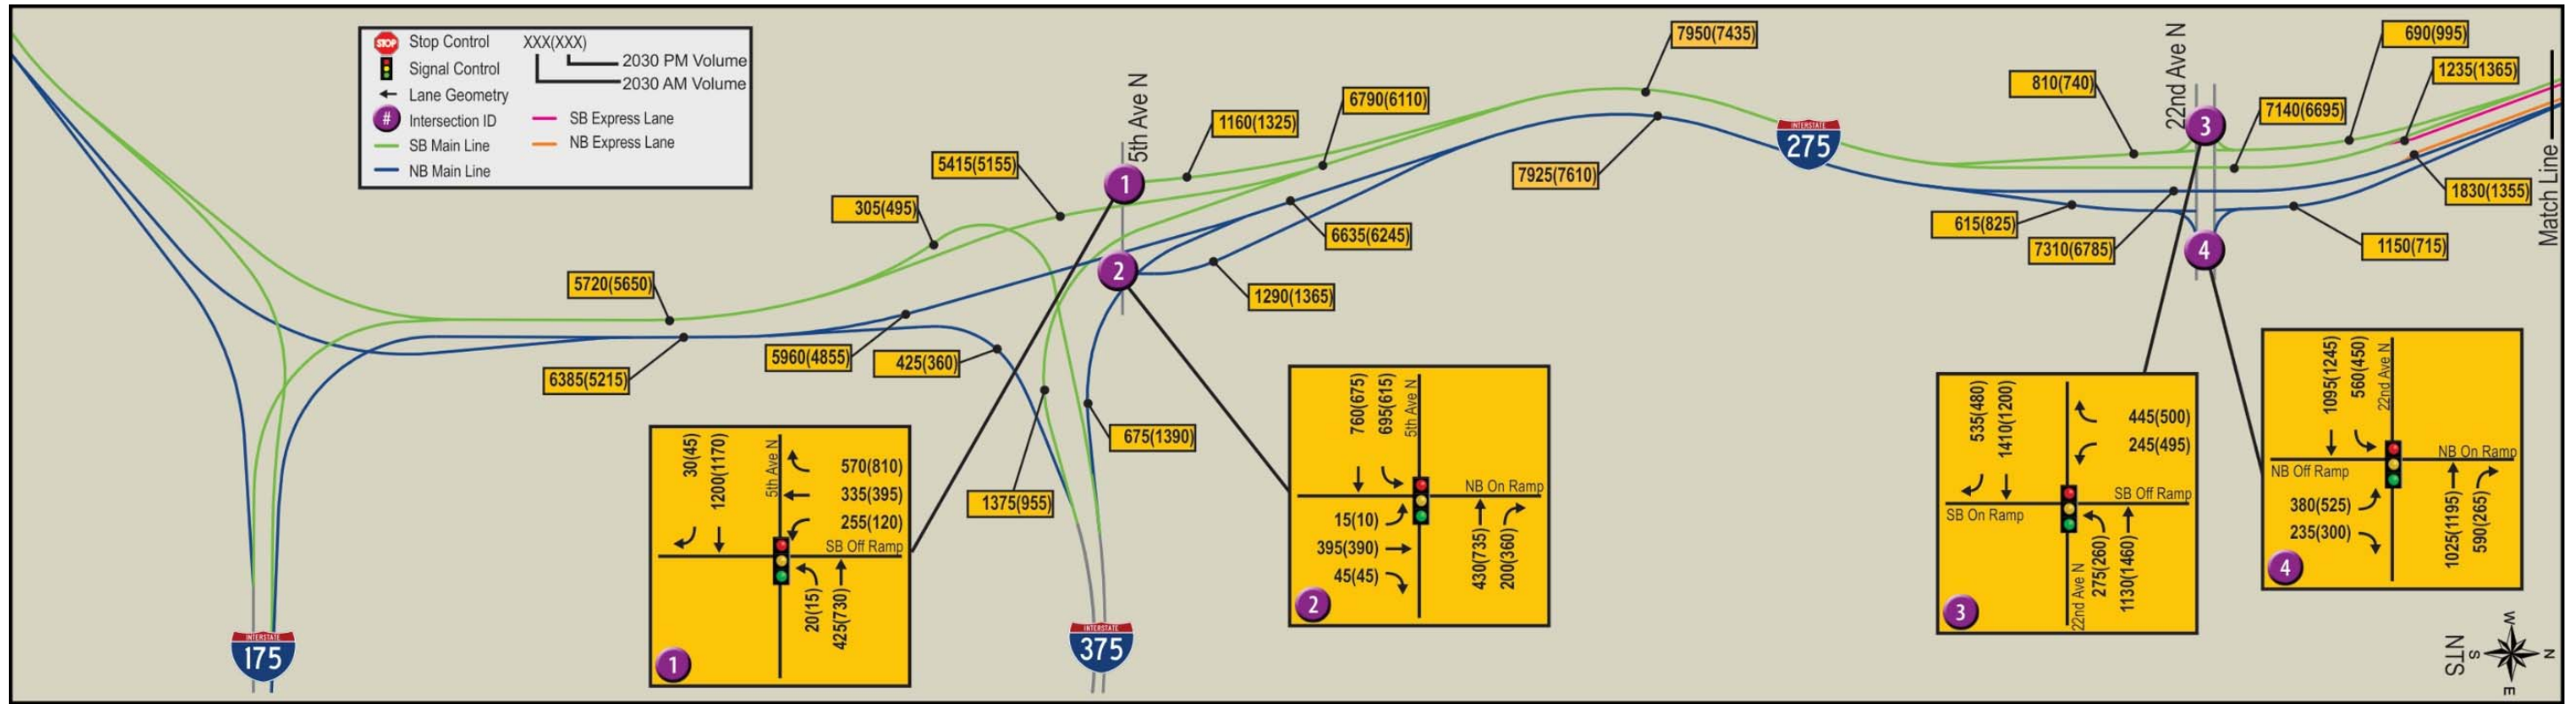 STOP
Stop Control
Signal Control
Lane Geometry
#
Intersection ID
SB Main Line
NB Main Line
XXX(XXX)
2030 PM Volume
2030 AM Volume
SB Express Lane
NB Express Lane
5720(5650)
6385(5215)
305(495)
5415(5155)
5960(4855)
425(360)
5th Ave N
1
2
1160(1325)
6790(6110)
6635(6245)
1290(1365)
1375(955)
675(1390)
7950(7435)
7925(7610)
INTERSTATE
275
22nd Ave N
3
4
810(740)
7140(6695)
690(995)
1235(1365)
1830(1355)
615(825)
7310(6785)
1150(715)
Match Line
INTERSTATE
175
INTERSTATE
375
30(45)
1200(1170)
5th Ave N
570(810)
335(395)
255(120)
SB Off Ramp
20(15)
425(730)
1
760(675)
695(615)
5th Ave N
NB On Ramp
15(10)
395(390)
45(45)
430(735)
200(360)
2
535(480)
1410(1200)
445(500)
245(495)
SB Off Ramp
SB On Ramp
22nd Ave N
275(260)
1130(1460)
3
1095(1245)
560(450)
22nd Ave N
NB On Ramp
NB Off Ramp
380(525)
235(300)
1025(1195)
590(265)
4
NTS
W
S
N
E